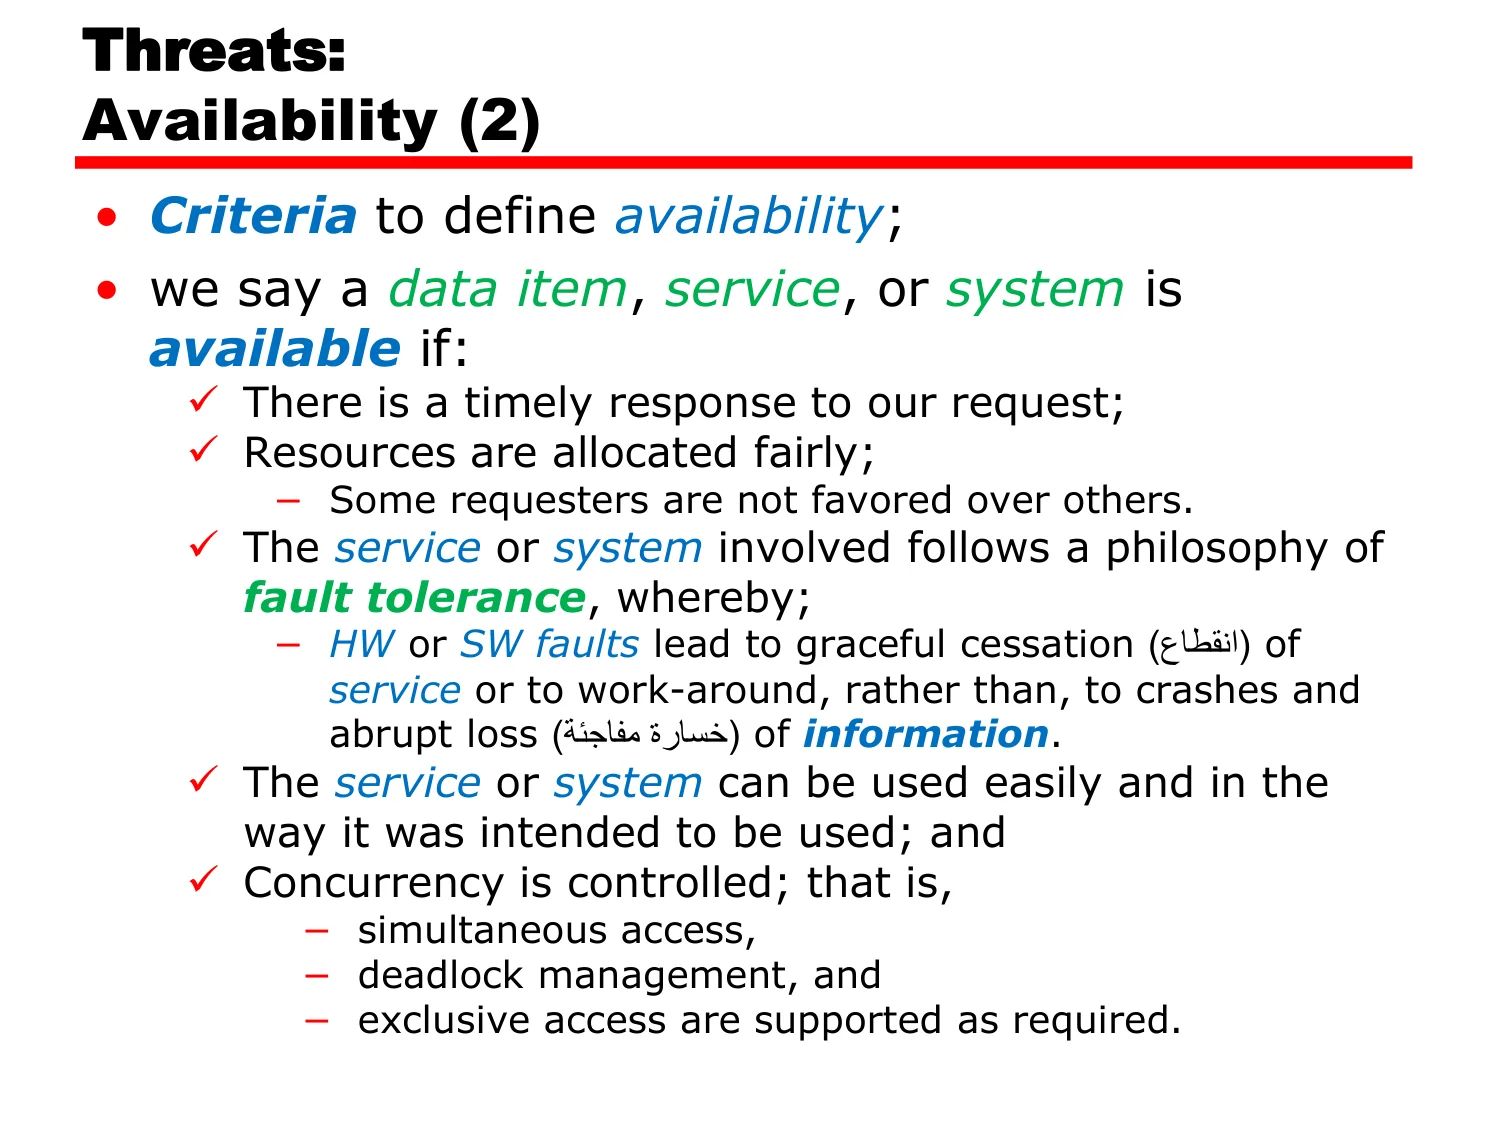 Threats:
Availability (2)
• Criteria to define availability;
• we say a data item, service, or system is
available if:
✓ There is a timely response to our request;
✓ Resources are allocated fairly;
− Some requesters are not favored over others.
✓ The service or system involved follows a philosophy of
fault tolerance, whereby;
− HW or SW faults lead to graceful cessation (انقطاع) of
service or to work-around, rather than, to crashes and
abrupt loss (خسارة مفاجئة) of information.
✓ The service or system can be used easily and in the
way it was intended to be used; and
✓ Concurrency is controlled; that is,
− simultaneous access,
− deadlock management, and
− exclusive access are supported as required.